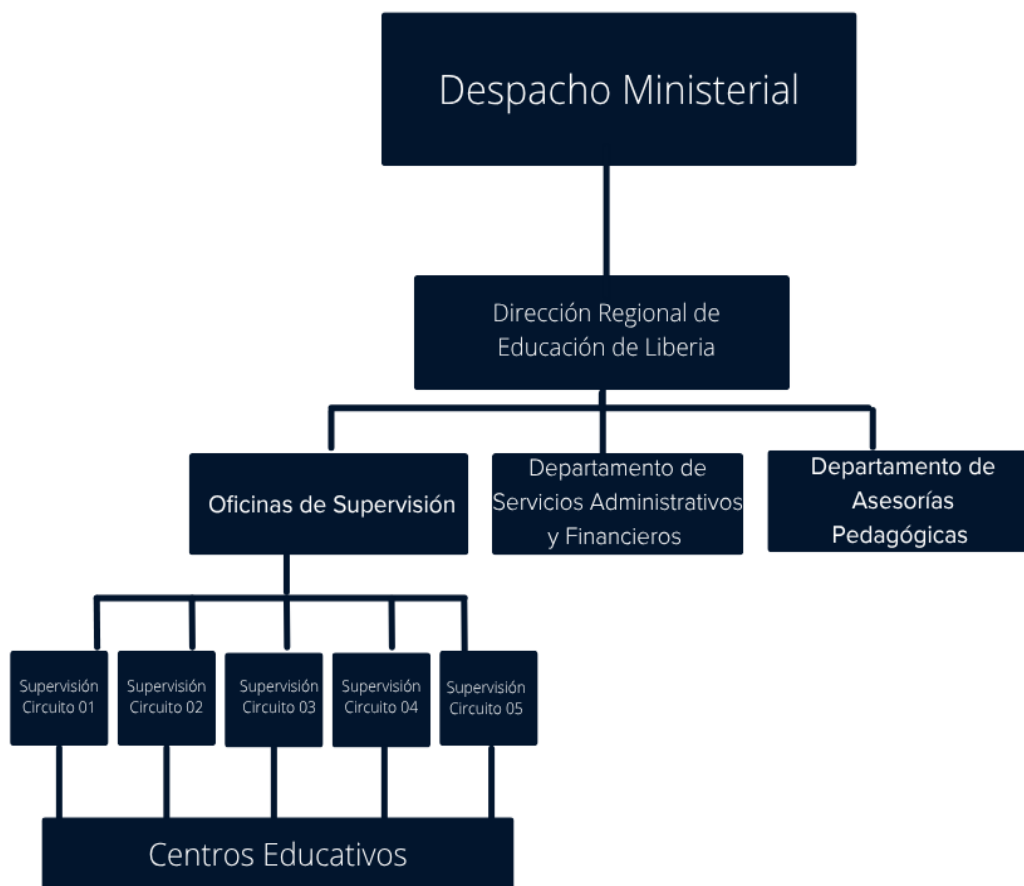 Despacho Ministerial
Dirección Regional de
Educación de Liberia
Oficinas de Supervisión
Departamento de
Servicios Administrativos
y Financieros
Departamento de
Asesorías
Pedagógicas
Supervisión
Circuito 01
Supervisión
Circuito 02
Supervisión
Circuito 03
Supervisión
Circuito 04
Supervisión
Circuito 05
Centros Educativos